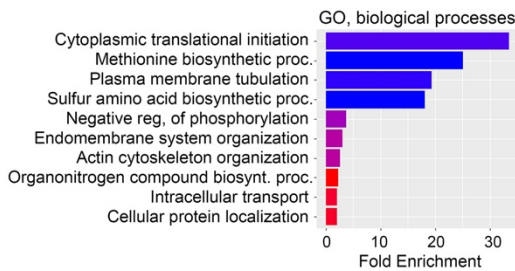 GO, biological processes
Cytoplasmic translational initiation
Methionine biosynthetic proc.
Plasma membrane tubulation
Sulfur amino acid biosynthetic proc.
Negative reg, of phosphorylation
Endomembrane system organization
Actin cytoskeleton organization
Organonitrogen compound biosynt. proc.
Intracellular transport
Cellular protein localization
0 10 20 30
Fold Enrichment